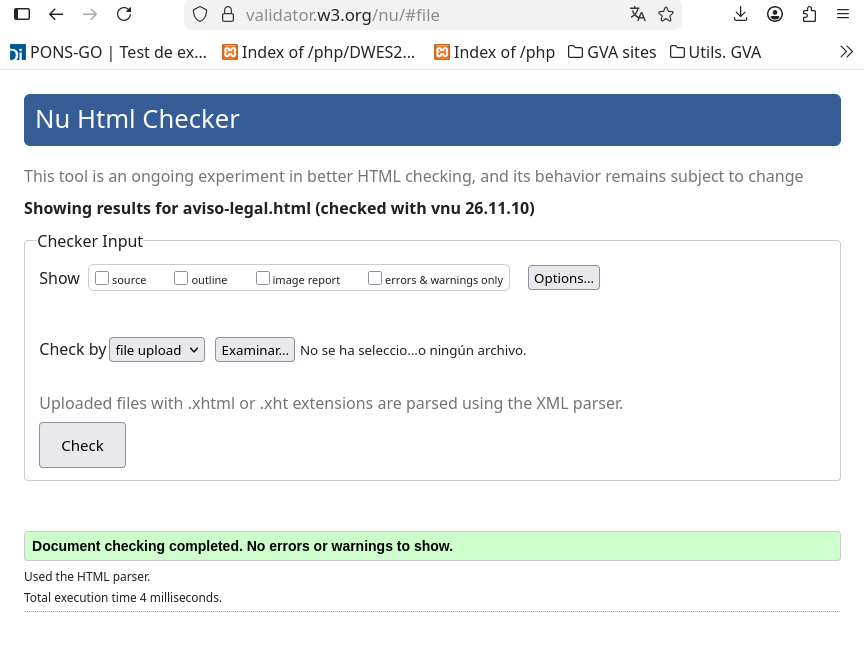 validator.w3.org/nu/#file
PONS-GO | Test de ex... Index of /php/DWES2... Index of /php GVA sites Utils. GVA
Nu Html Checker
This tool is an ongoing experiment in better HTML checking, and its behavior remains subject to change
Showing results for aviso-legal.html (checked with vnu 26.11.10)
Checker Input
Show source outline image report errors & warnings only Options...
Check by file upload Examinar... No se ha seleccio...o ningún archivo.
Uploaded files with .xhtml or .xht extensions are parsed using the XML parser.
Check
Document checking completed. No errors or warnings to show.
Used the HTML parser.
Total execution time 4 milliseconds.